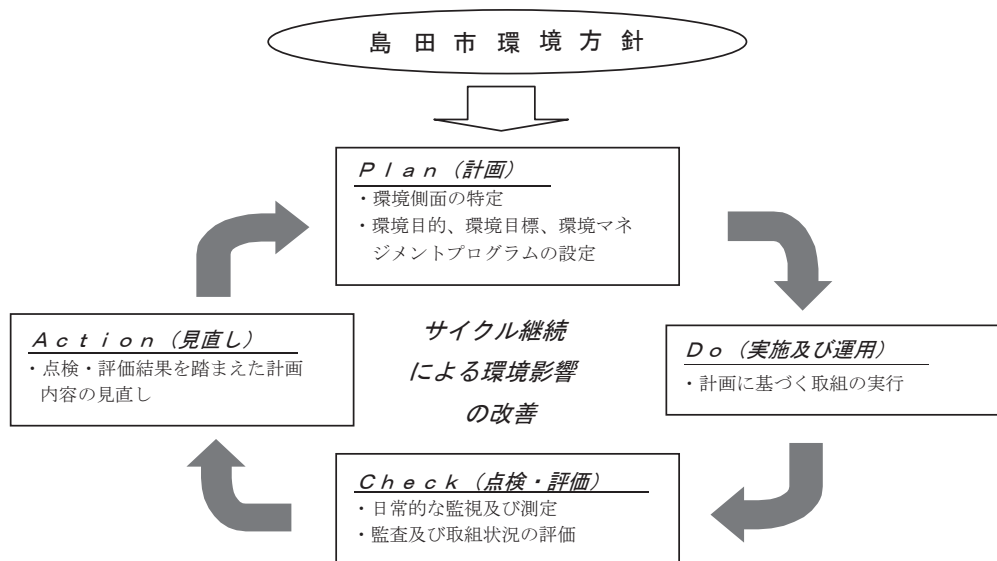 島田市環境方針
Plan(計画)
・環境側面の特定
・環境目的、環境目標、環境マネ
ジメントプログラムの設定
Action(見直し)
・点検・評価結果を踏まえた計画
内容の見直し
サイクル継続
による環境影響
の改善
Do(実施及び運用)
・計画に基づく取組の実行
Check(点検・評価)
・日常的な監視及び測定
・監査及び取組状況の評価